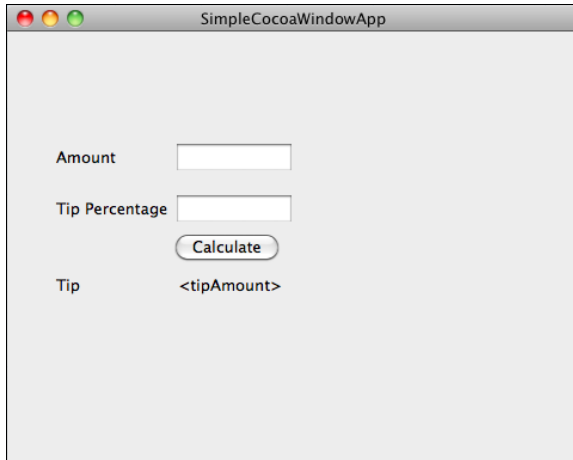 SimpleCocoaWindowApp
Amount
Tip Percentage
Calculate
Tip <tipAmount>